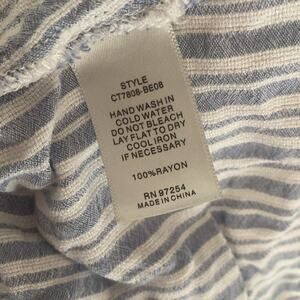 STYLE
CT7808-BE08
HAND WASH IN
COLD WATER
DO NOT BLEACH
LAY FLAT TO DRY
COOL IRON
IF NECESSARY
100%RAYON
RN 97254
MADE IN CHINA